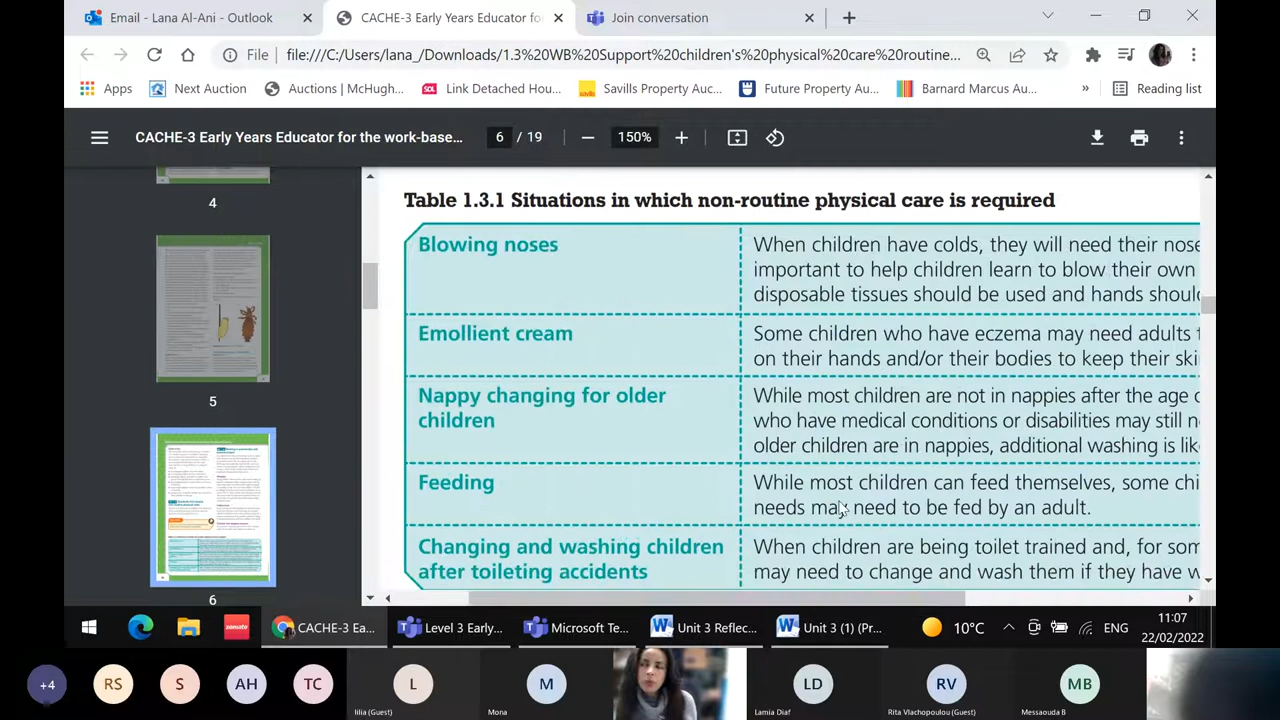 Email - Lana Al-Ani - Outlook
CACHE-3 Early Years Educator fo
Join conversation
File
file:///C:/Users/lana_/Downloads/1.3%20WB%20Support%20children's%20physical%20care%20routine...
Apps
Next Auction
Auctions | McHugh...
SDL
Link Detached Hou...
savills
Savills Property Auc...
Future Property Au...
Barnard Marcus Au...
»
Reading list
CACHE-3 Early Years Educator for the work-base...
6 / 19
150%
4
5
6
Table 1.3.1 Situations in which non-routine physical care is required
Blowing noses
When children have colds, they will need their nose
important to help children learn to blow their own
disposable tissues should be used and hands shoul
Emollient cream
Some children who have eczema may need adults t
on their hands and/or their bodies to keep their ski
Nappy changing for older
children
While most children are not in nappies after the age o
who have medical conditions or disabilities may still n
older children are in nappies, additional washing is lik
Feeding
While most children can feed themselves, some chi
needs may need to be fed by an adult.
Changing and washing children
after toileting accidents
When children are being toilet trained and, for som
may need to change and wash them if they have w
zomato
CACHE-3 Ea...
Level 3 Early...
Microsoft Te...
Unit 3 Reflec...
Unit 3 (1) (Pr...
10°C
ENG
11:07
22/02/2022
+4
RS
S
AH
TC
L
lilia (Guest)
M
Mona
LD
Lamia Diaf
RV
Rita Vlachopoulou (Guest)
MB
Messaouda B